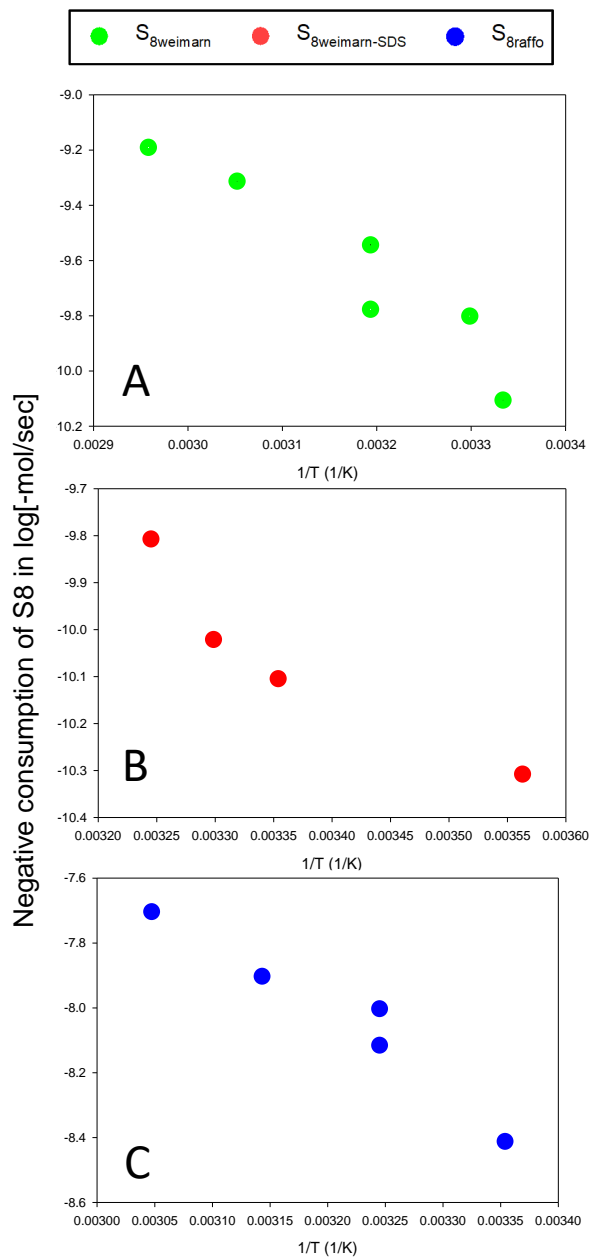 S8weimarn S8weimarn-SDS S8raffo
Negative consumption of S8 in log[-mol/sec]
-9.0
-9.2
-9.4
-9.6
-9.8
10.0
10.2
A
0.0029 0.0030 0.0031 0.0032 0.0033 0.0034
1/T (1/K)
-9.7
-9.8
-9.9
-10.0
-10.1
-10.2
-10.3
-10.4
B
0.00320 0.00325 0.00330 0.00335 0.00340 0.00345 0.00350 0.00355 0.00360
1/T (1/K)
-7.6
-7.8
-8.0
-8.2
-8.4
-8.6
C
0.00300 0.00305 0.00310 0.00315 0.00320 0.00325 0.00330 0.00335 0.00340
1/T (1/K)